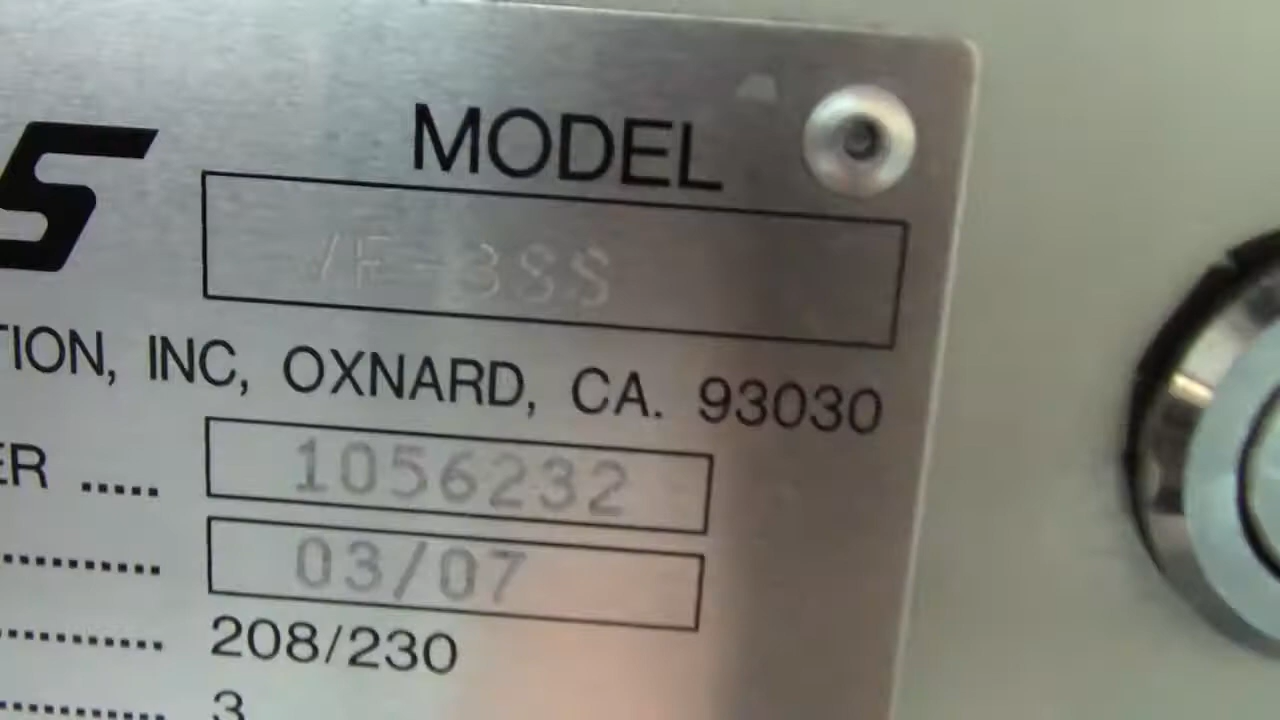 MODEL
S
VF-3SS
TION, INC, OXNARD, CA. 93030
ER ..... 1056232
.......... 03/07
.......... 208/230
.......... 3